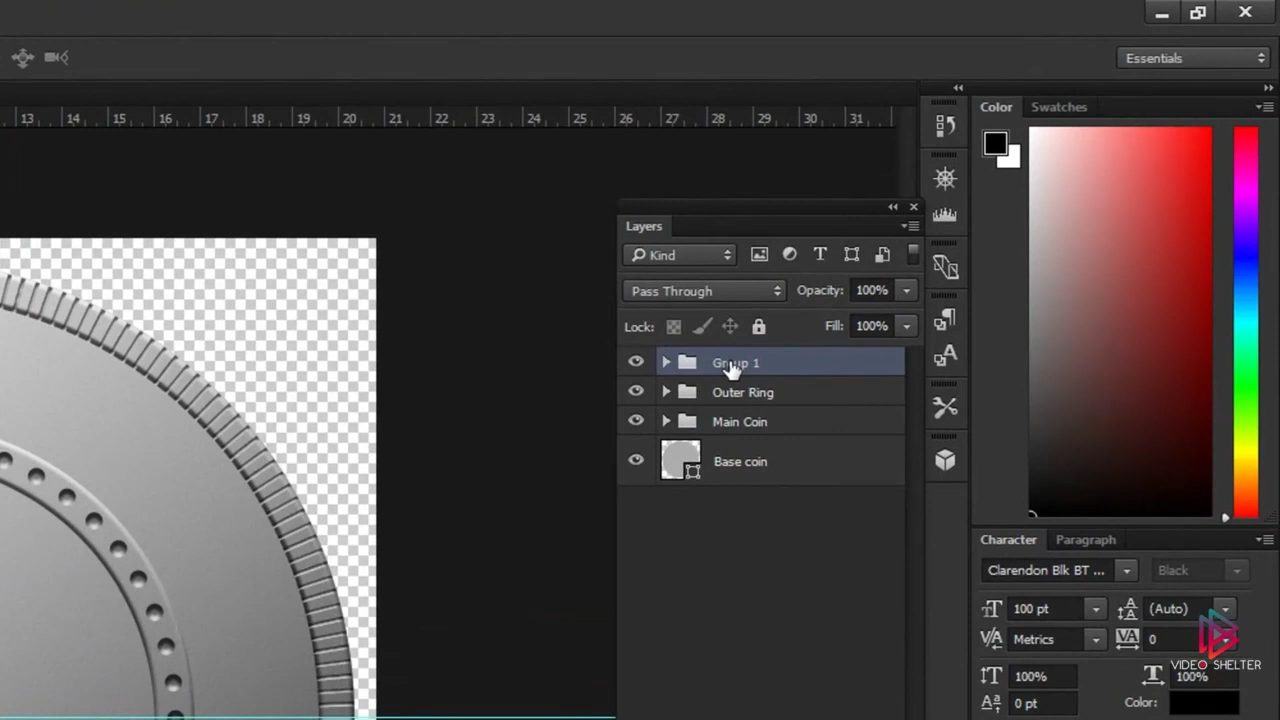 Essentials
13 14 15 16 17 18 19 20 21 22 23 24 25 26 27 28 29 30 31
Color Swatches
Layers
Kind
T
Pass Through Opacity: 100%
Lock: Fill: 100%
Group 1
Outer Ring
Main Coin
Base coin
Character Paragraph
Clarendon Blk BT ... Black
100 pt (Auto)
Metrics 0
100% 100%
0 pt Color:
VIDEO SHELTER